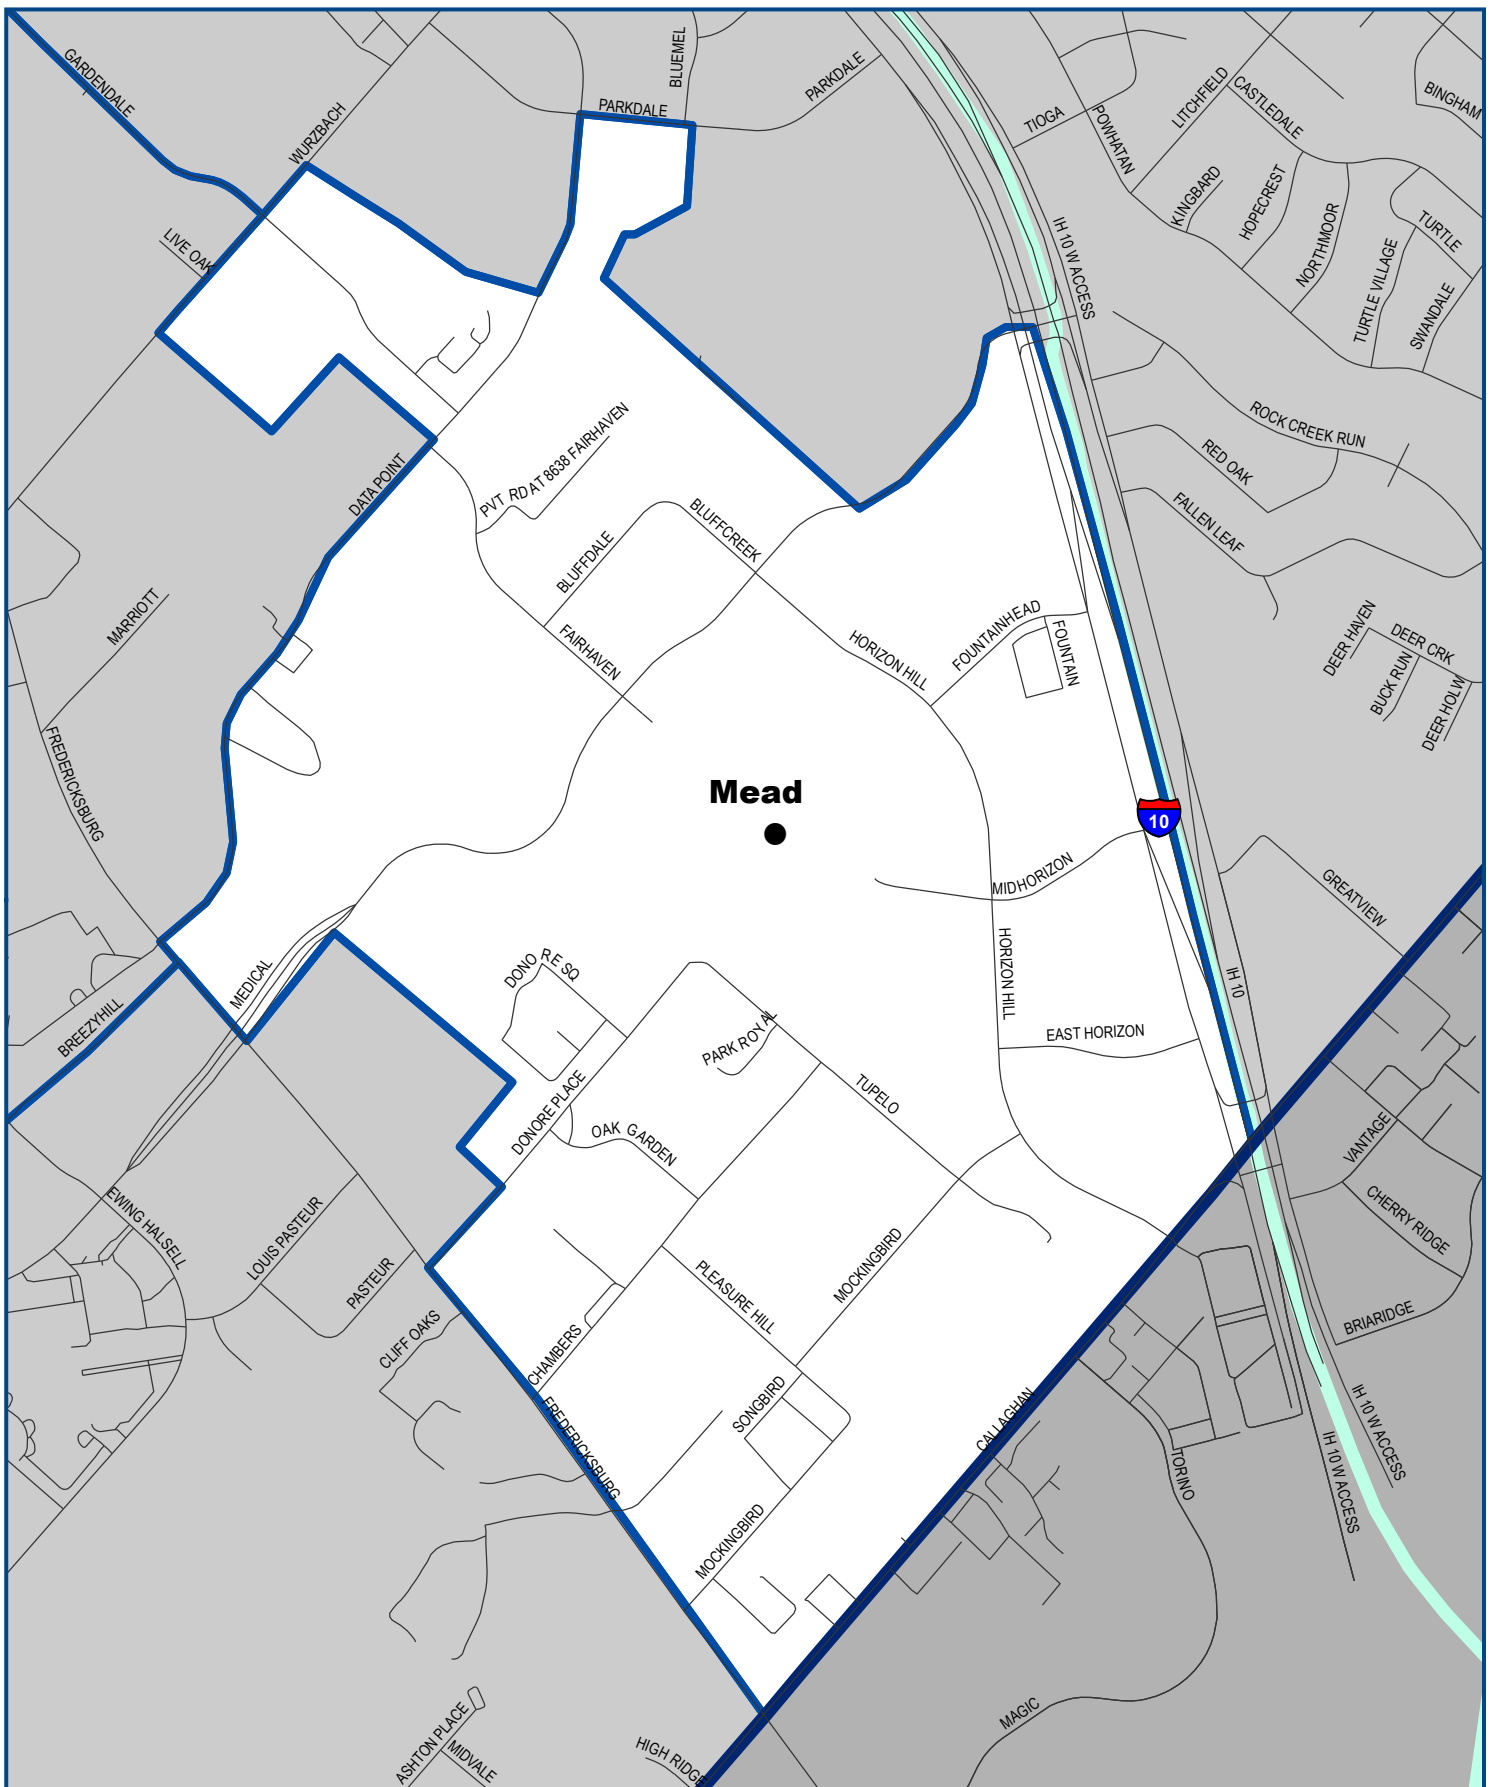 GARDENDALE
WURZBACH
BLUEMEL
PARKDALE
PARKDALE
TIOGA
POWHATAN
LITCHFIELD
CASTLEDALE
BINGHAM
KINGBARD
HOPECREST
NORTHMOOR
TURTLE
TURTLE VILLAGE
SWANDALE
LIVE OAK
IH 10 W ACCESS
ROCK CREEK RUN
RED OAK
FALLEN LEAF
DATA POINT
PVT RD AT 8638 FAIRHAVEN
BLUFFCREEK
BLUFFDALE
FAIRHAVEN
HORIZON HILL
FOUNTAINHEAD
FOUNTAIN
MARRIOTT
DEER HAVEN
DEER CRK
BUCK RUN
DEER HOLW
FREDERICKSBURG
Mead
10
MIDHORIZON
GREATVIEW
HORIZON HILL
IH 10
EAST HORIZON
MEDICAL
BREEZYHILL
DONORE SQ
PARK ROYAL
TUPELO
DONORE PLACE
OAK GARDEN
VANTAGE
CHERRY RIDGE
BRIARIDGE
EWING HALSELL
LOUIS PASTEUR
PASTEUR
CLIFF OAKS
MOCKINGBIRD
PLEASURE HILL
CHAMBERS
SONGBIRD
FREDERICKSBURG
CALLAGHAN
TORINO
IH 10 W ACCESS
IH 10 W ACCESS
MOCKINGBIRD
MAGIC
ASHTON PLACE
MIDVALE
HIGH RIDGE